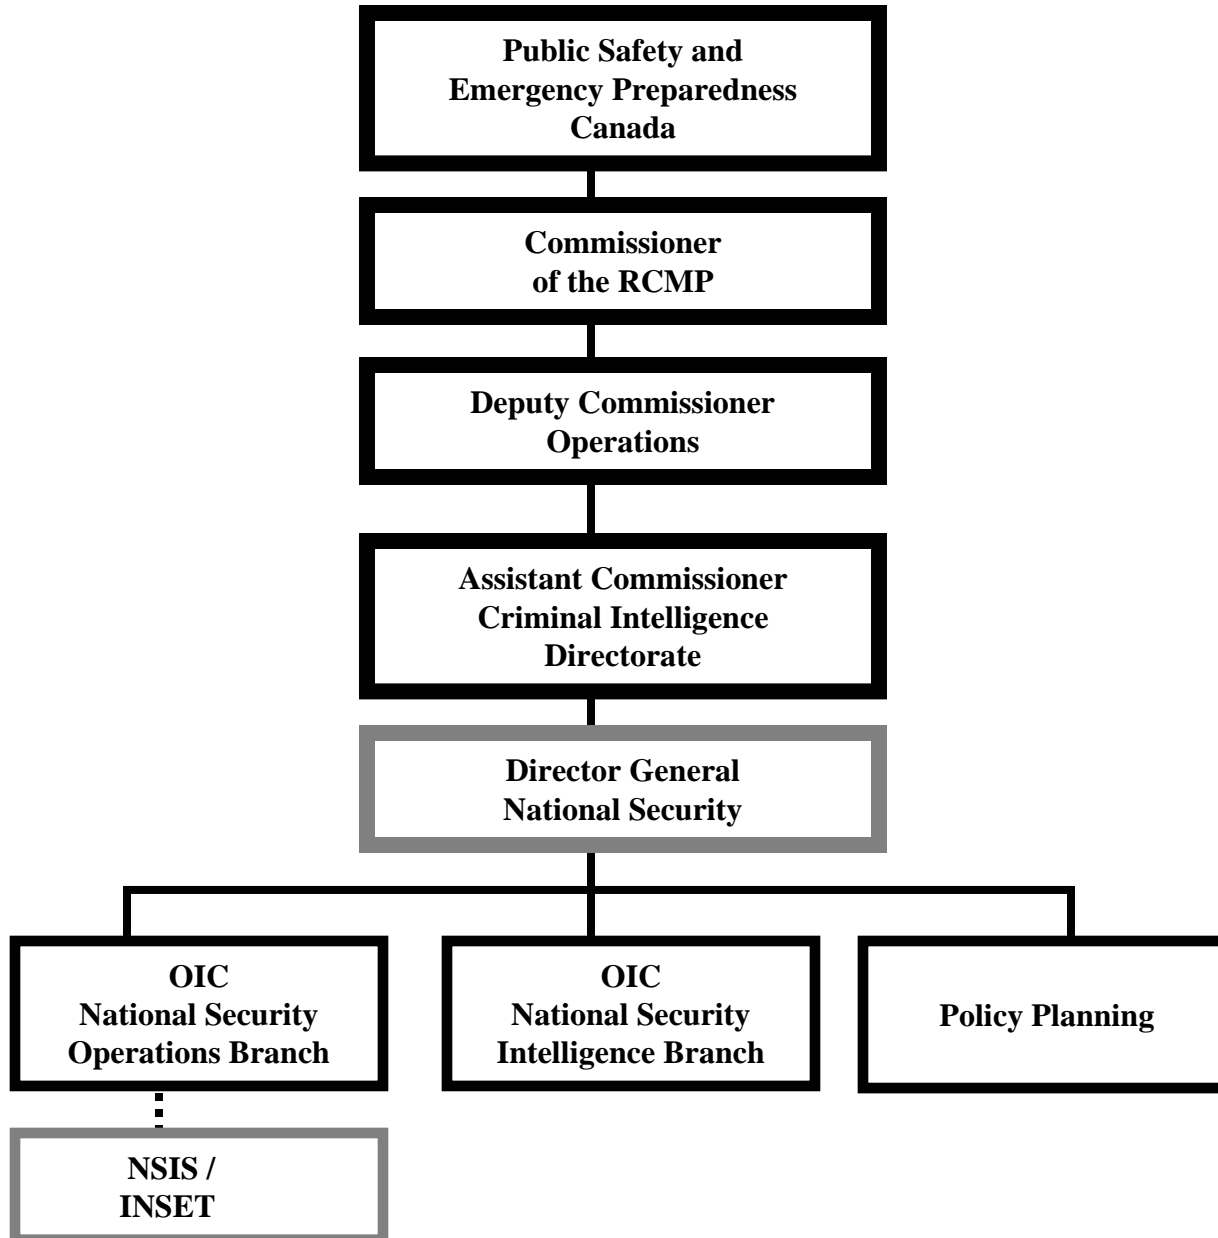 Public Safety and
Emergency Preparedness
Canada
Commissioner
of the RCMP
Deputy Commissioner
Operations
Assistant Commissioner
Criminal Intelligence
Directorate
Director General
National Security
OIC
National Security
Operations Branch
OIC
National Security
Intelligence Branch
Policy Planning
NSIS /
INSET